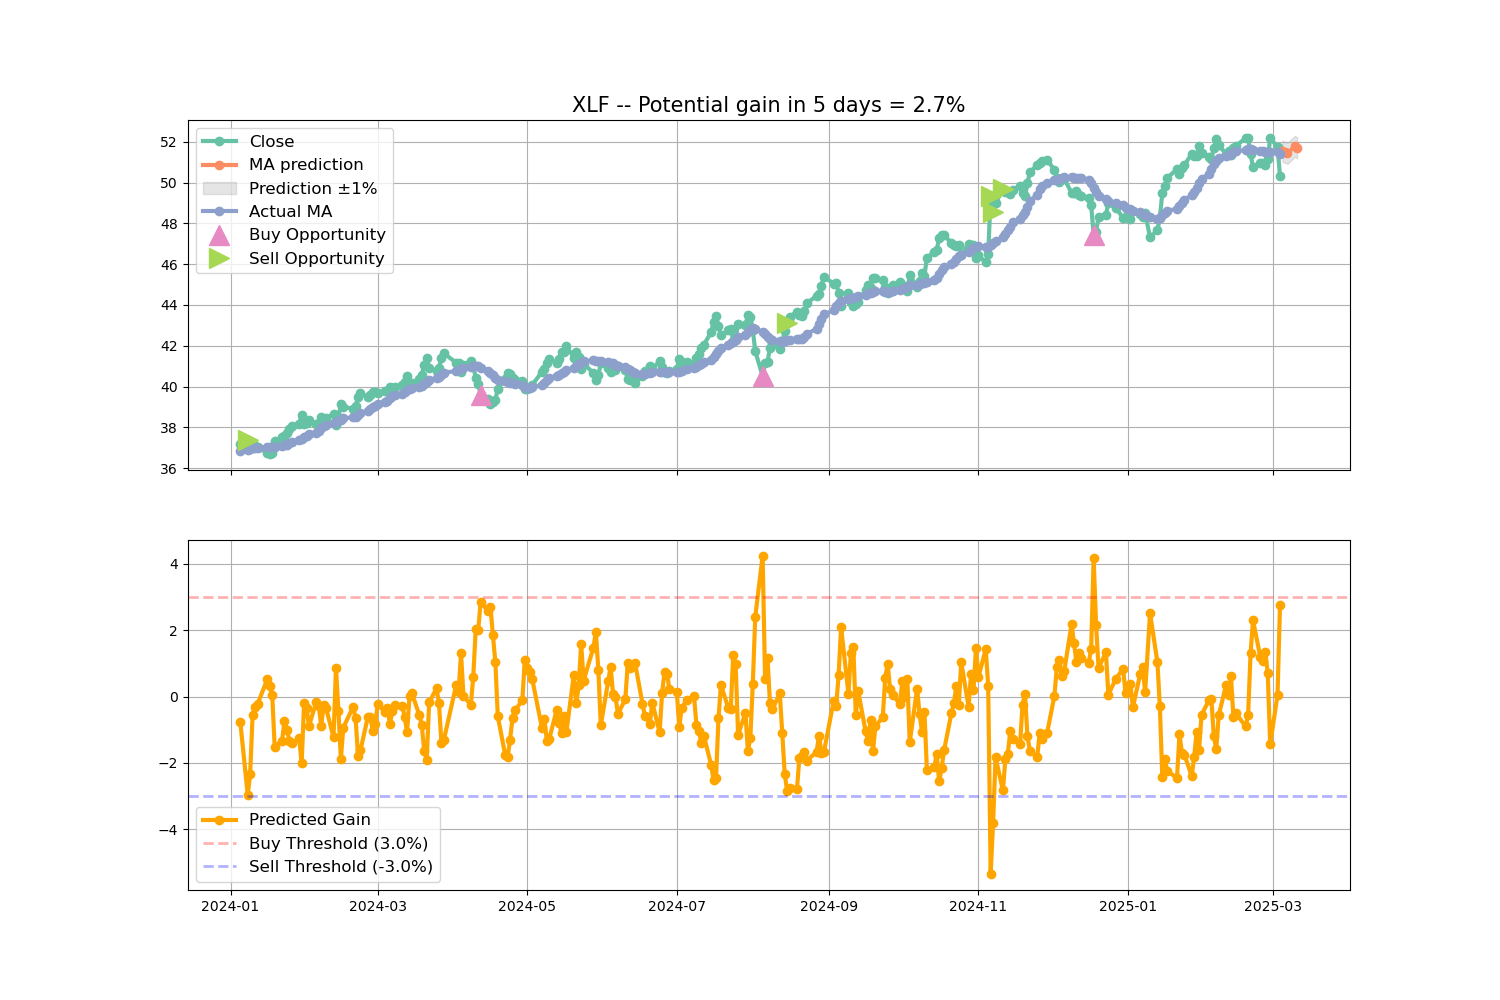 XLF -- Potential gain in 5 days = 2.7%
52
50
48
46
44
42
40
38
36
Close
MA prediction
Prediction ±1%
Actual MA
Buy Opportunity
Sell Opportunity
4
2
0
−2
−4
Predicted Gain
Buy Threshold (3.0%)
Sell Threshold (-3.0%)
2024-01
2024-03
2024-05
2024-07
2024-09
2024-11
2025-01
2025-03